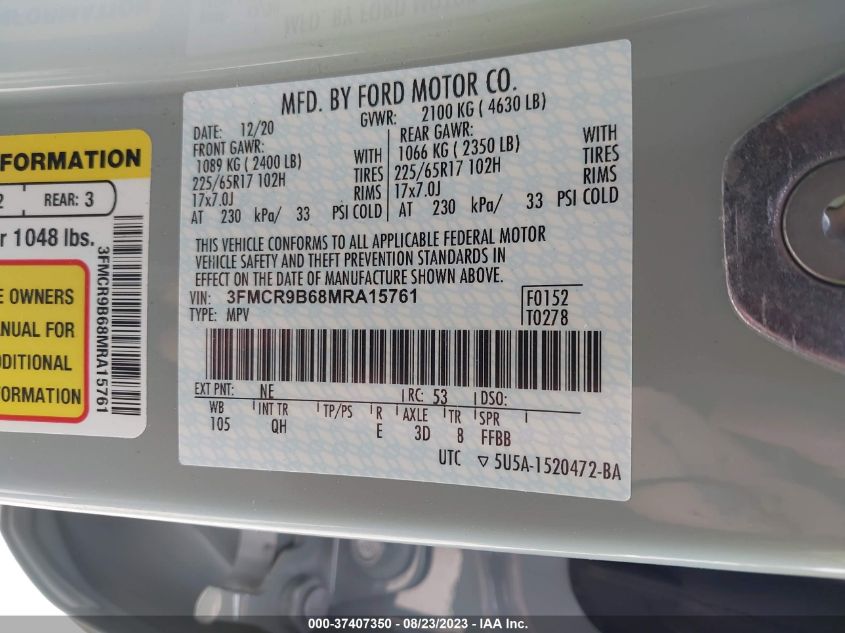 MFD. BY FORD MOTOR CO.
DATE: 12/20 GVWR: 2100 KG ( 4630 LB)
FRONT GAWR: REAR GAWR:
1089 KG ( 2400 LB) WITH 1066 KG ( 2350 LB) WITH
225/65R17 102H TIRES 225/65R17 102H TIRES
17x7.0J RIMS 17x7.0J RIMS
AT 230 kPa/ 33 PSI COLD AT 230 kPa/ 33 PSI COLD
THIS VEHICLE CONFORMS TO ALL APPLICABLE FEDERAL MOTOR
VEHICLE SAFETY AND THEFT PREVENTION STANDARDS IN
EFFECT ON THE DATE OF MANUFACTURE SHOWN ABOVE.
VIN: 3FMCR9B68MRA15761 F0152
TYPE: MPV T0278
EXT PNT: NE RC: 53 DSO:
WB INT TR TP/PS R AXLE TR SPR
105 QH E 3D 8 FFBB
UTC ▽ 5U5A-1520472-BA
FORMATION
2 REAR: 3
r 1048 lbs.
E OWNERS
NUAL FOR
DDITIONAL
FORMATION
3FMCR9B68MRA15761
000-37407350 - 08/23/2023 - IAA Inc.